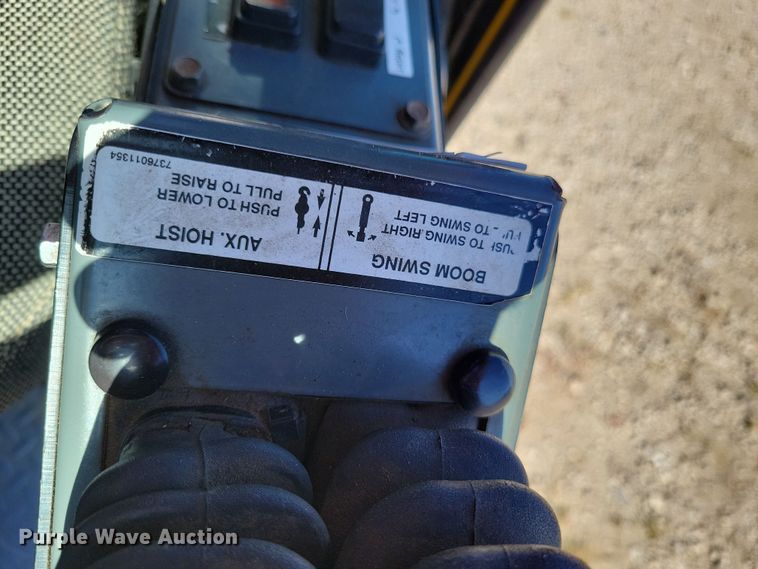 BOOM SWING
TO SWING RIGHT
TO SWING LEFT
AUX. HOIST
PUSH TO LOWER
PULL TO RAISE
7376011354
Purple Wave Auction